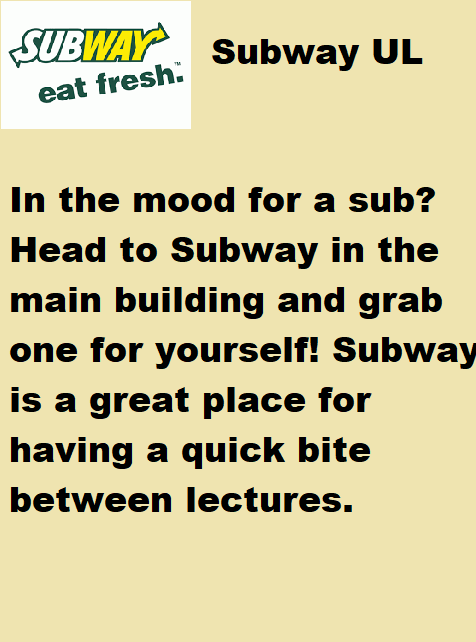 SUBWAY
eat fresh.™
Subway UL
In the mood for a sub?
Head to Subway in the
main building and grab
one for yourself! Subway
is a great place for
having a quick bite
between lectures.